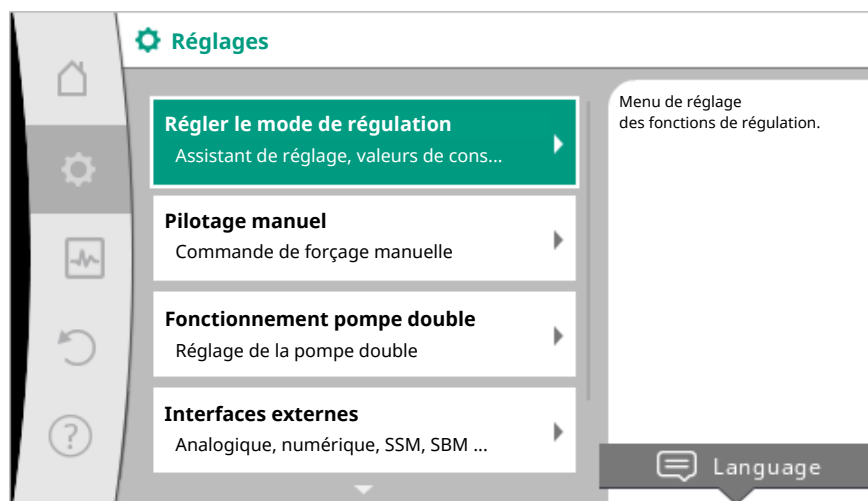 Réglages
Régler le mode de régulation
Assistant de réglage, valeurs de cons...
Pilotage manuel
Commande de forçage manuelle
Fonctionnement pompe double
Réglage de la pompe double
Interfaces externes
Analogique, numérique, SSM, SBM ...
Menu de réglage
des fonctions de régulation.
?
Language